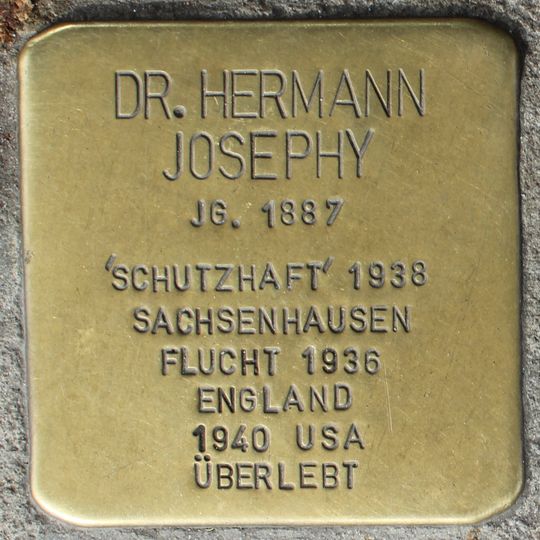 DR. HERMANN
JOSEPHY
JG. 1887
'SCHUTZHAFT' 1938
SACHSENHAUSEN
FLUCHT 1936
ENGLAND
1940 USA
ÜBERLEBT